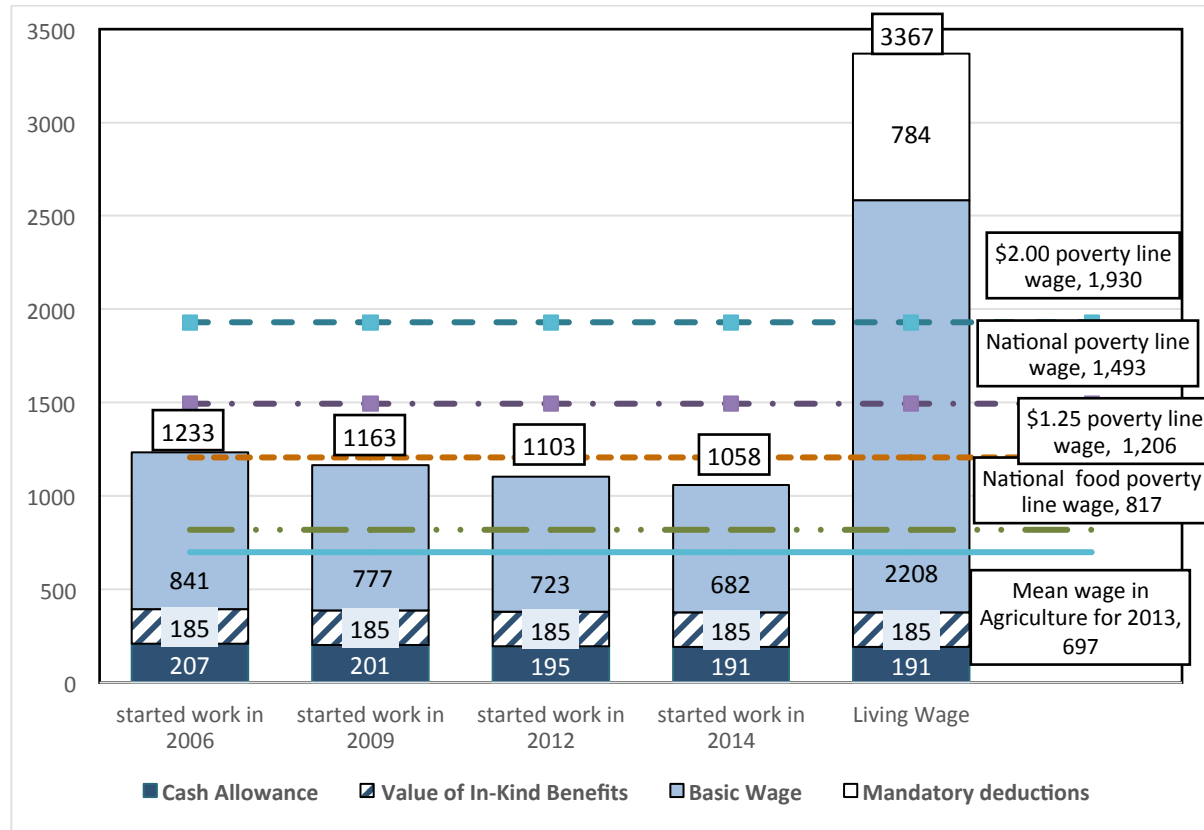 3500
3000
2500
2000
1500
1000
500
0
3367
784
2208
185
191
1233
841
185
207
1163
777
185
201
1103
723
185
195
1058
682
185
191
$2.00 poverty line
wage, 1,930
National poverty line
wage, 1,493
$1.25 poverty line
wage, 1,206
National food poverty
line wage, 817
Mean wage in
Agriculture for 2013,
697
started work in
2006
started work in
2009
started work in
2012
started work in
2014
Living Wage
Cash Allowance
Value of In-Kind Benefits
Basic Wage
Mandatory deductions